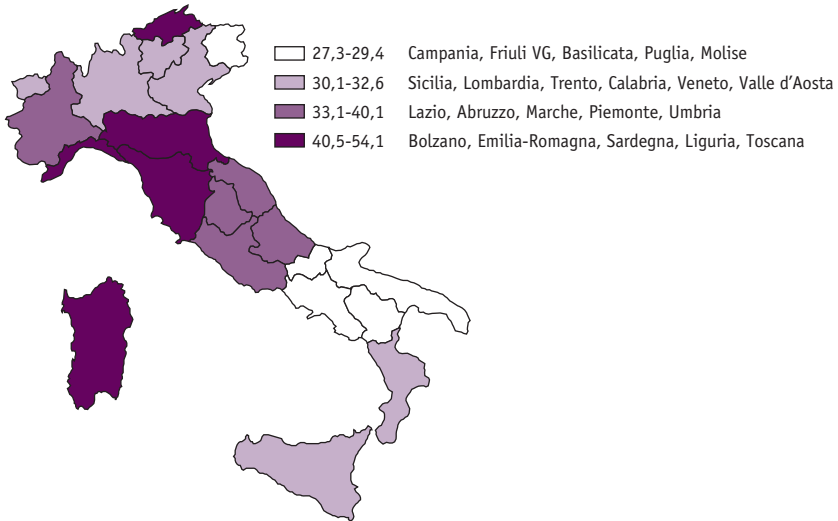 27,3-29,4 Campania, Friuli VG, Basilicata, Puglia, Molise
30,1-32,6 Sicilia, Lombardia, Trento, Calabria, Veneto, Valle d'Aosta
33,1-40,1 Lazio, Abruzzo, Marche, Piemonte, Umbria
40,5-54,1 Bolzano, Emilia-Romagna, Sardegna, Liguria, Toscana